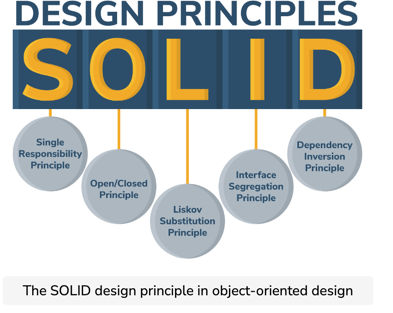 DESIGN PRINCIPLES
SOLID
Single
Responsibility
Principle
Open/Closed
Principle
Liskov
Substitution
Principle
Interface
Segregation
Principle
Dependency
Inversion
Principle
The SOLID design principle in object-oriented design